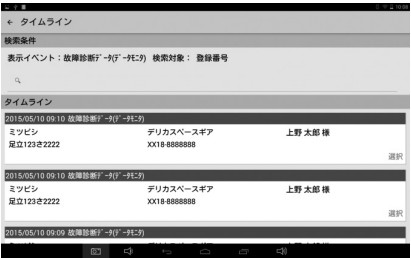 10:08
← タイムライン
検索条件
表示イベント：故障診断ﾃﾞｰﾀ(ﾃﾞｰﾀﾓﾆﾀ) 検索対象： 登録番号
タイムライン
2015/05/10 09:10 故障診断ﾃﾞｰﾀ(ﾃﾞｰﾀﾓﾆﾀ)
ミツビシ デリカスペースギア 上野 太郎 様
足立123さ2222 XX18-8888888
選択
2015/05/10 09:10 故障診断ﾃﾞｰﾀ(ﾃﾞｰﾀﾓﾆﾀ)
ミツビシ デリカスペースギア 上野 太郎 様
足立123さ2222 XX18-8888888
選択
2015/05/10 09:09 故障診断ﾃﾞｰﾀ(ﾃﾞｰﾀﾓﾆﾀ)